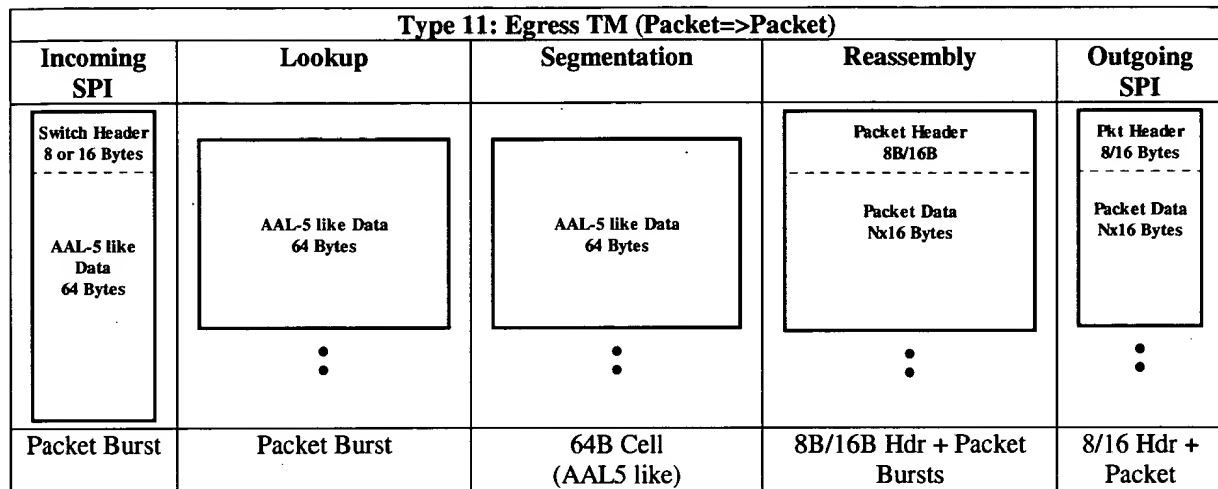 Type 11: Egress TM (Packet=>Packet)
Incoming
SPI
Lookup
Segmentation
Reassembly
Outgoing
SPI
Switch Header
8 or 16 Bytes
AAL-5 like
Data
64 Bytes
AAL-5 like Data
64 Bytes
AAL-5 like Data
64 Bytes
Packet Header
8B/16B
Packet Data
Nx16 Bytes
Pkt Header
8/16 Bytes
Packet Data
Nx16 Bytes
Packet Burst
Packet Burst
64B Cell
(AAL5 like)
8B/16B Hdr + Packet
Bursts
8/16 Hdr +
Packet